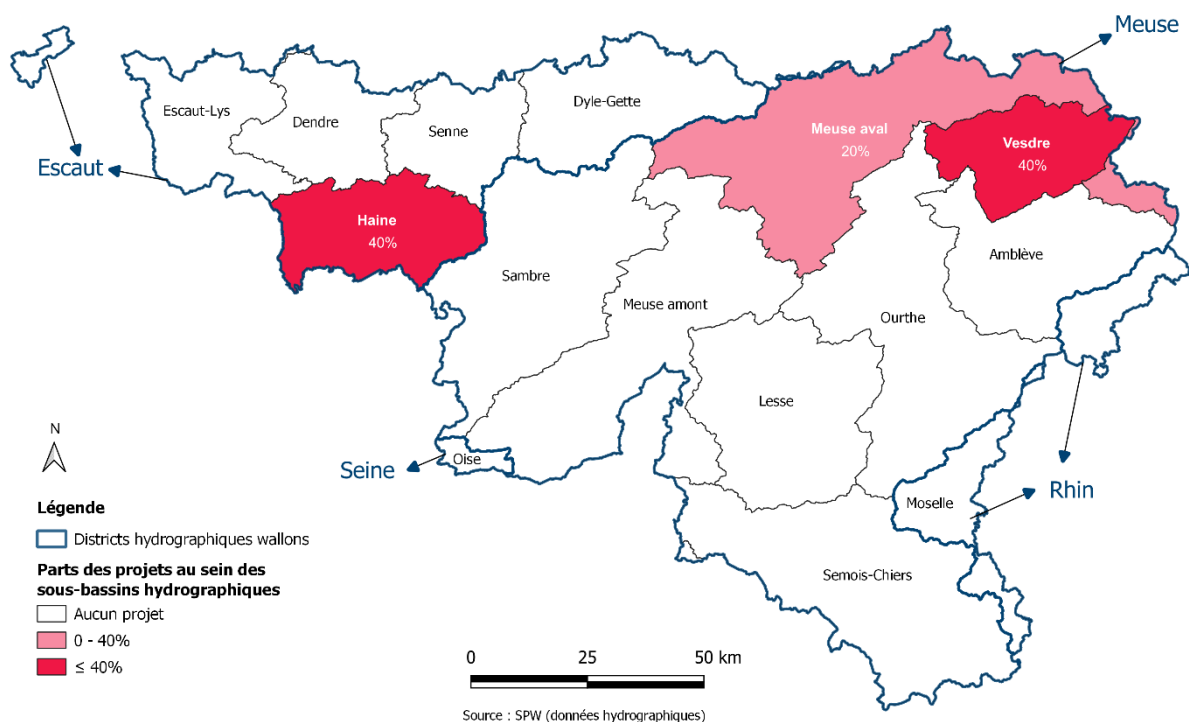 Meuse
Escaut-Lys
Dendre
Senne
Dyle-Gette
Meuse aval
20%
Vesdre
40%
Escaut
Haine
40%
Amblève
Sambre
Meuse amont
Ourthe
Lesse
N
Oise
Seine
Moselle
Rhin
Semois-Chiers
Légende
Districts hydrographiques wallons
Parts des projets au sein des
sous-bassins hydrographiques
Aucun projet
0 - 40%
≤ 40%
0 25 50 km
Source : SPW (données hydrographiques)